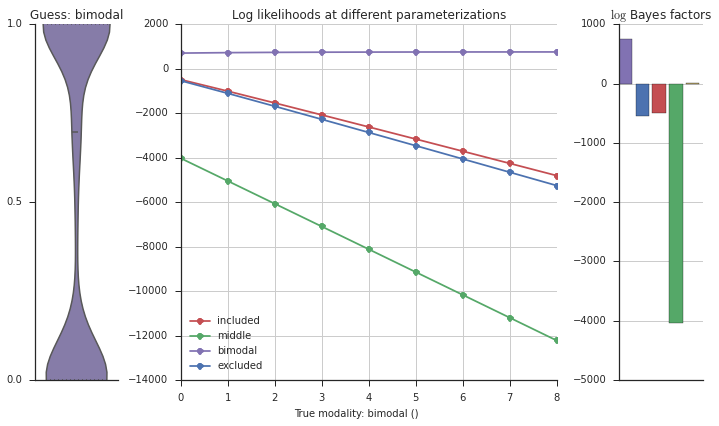 Guess: bimodal
1.0
0.5
0.0
Log likelihoods at different parameterizations
2000
0
−2000
−4000
−6000
−8000
−10000
−12000
−14000
included
middle
bimodal
excluded
0 1 2 3 4 5 6 7 8
True modality: bimodal ()
log Bayes factors
1000
0
−1000
−2000
−3000
−4000
−5000